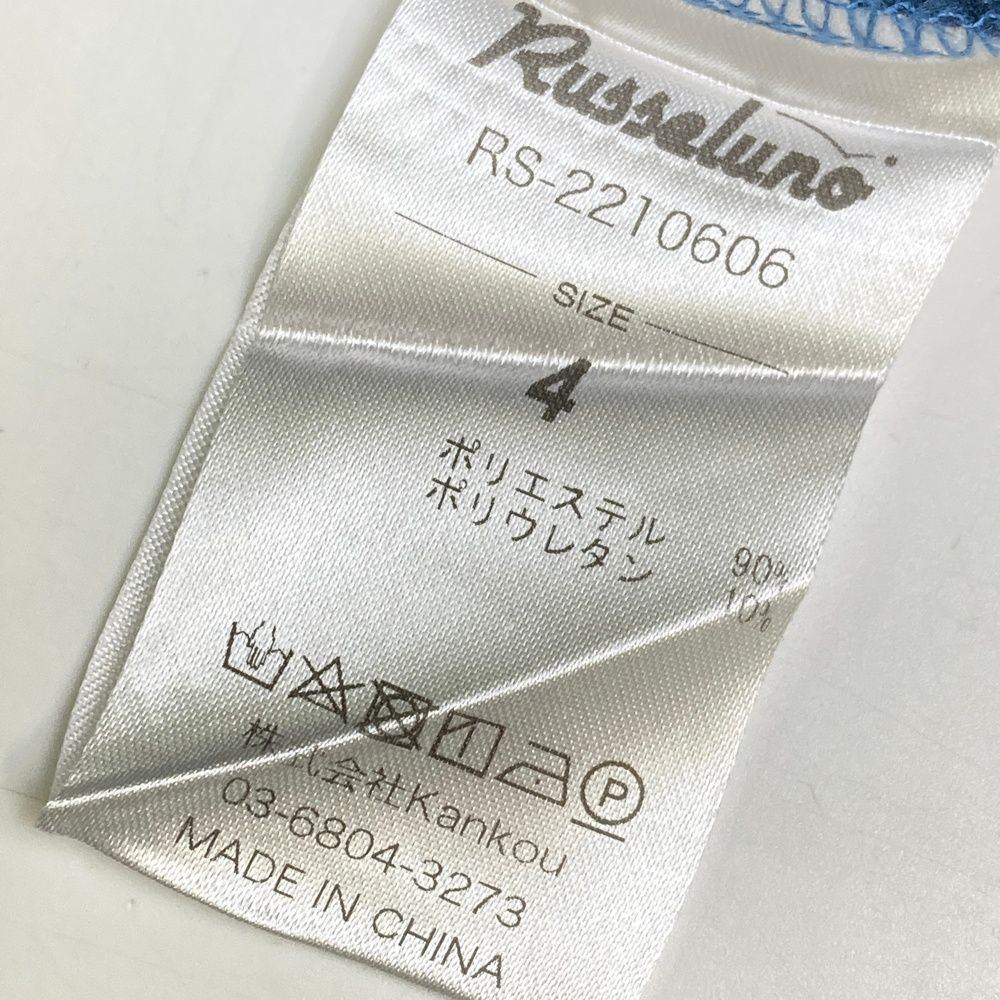 Russeluno
RS-2210606
SIZE
4
ポリエステル 90%
ポリウレタン 10%
P
株式会社Kankou
03-6804-3273
MADE IN CHINA